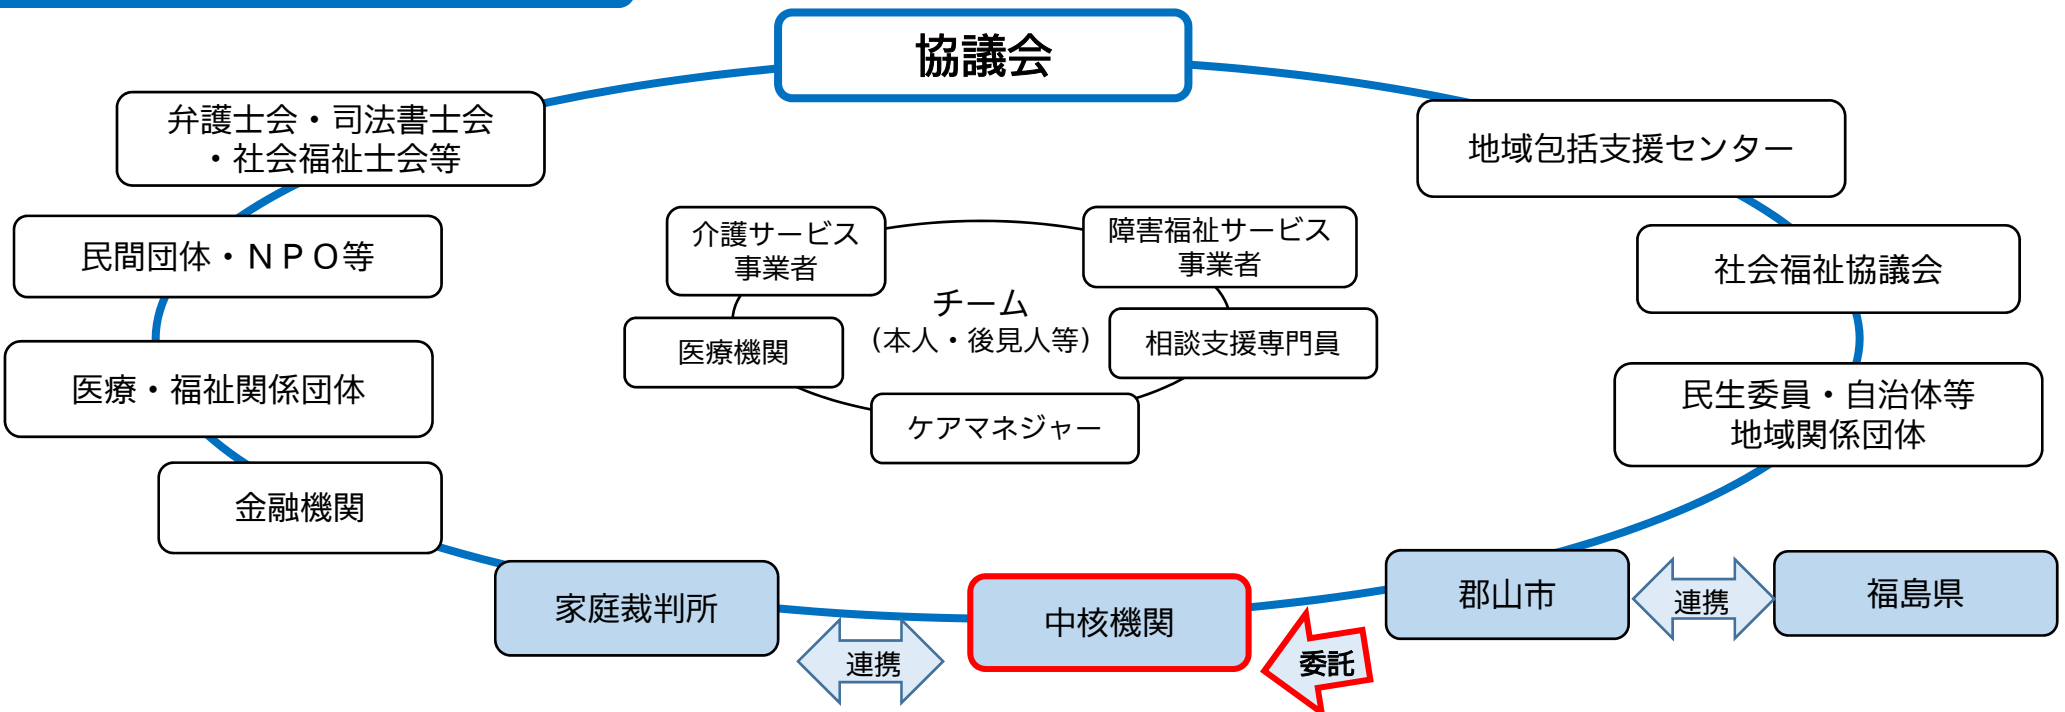 協議会
弁護士会・司法書士会
・社会福祉士会等
地域包括支援センター
民間団体・ＮＰＯ等
介護サービス
事業者
障害福祉サービス
事業者
社会福祉協議会
チーム
(本人・後見人等)
医療機関
相談支援専門員
医療・福祉関係団体
ケアマネジャー
民生委員・自治体等
地域関係団体
金融機関
家庭裁判所
連携
中核機関
委託
郡山市
連携
福島県